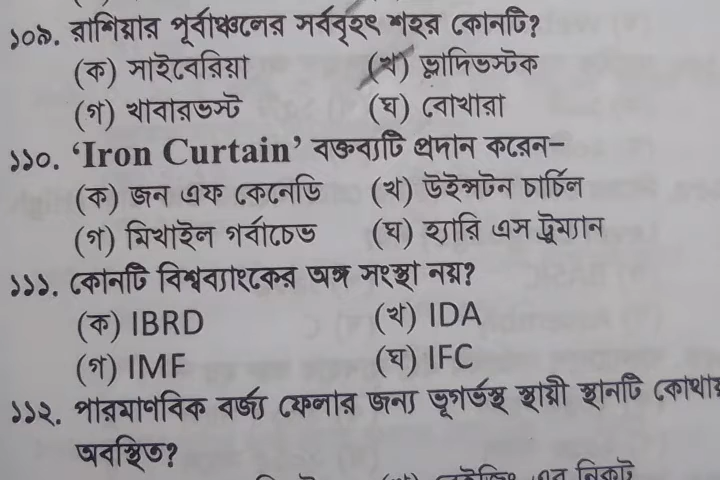 ১০৯. রাশিয়ার পূর্বাঞ্চলের সর্ববৃহৎ শহর কোনটি?
(ক) সাইবেরিয়া (খ) ভ্লাদিভস্টক
(গ) খাবারভস্ট (ঘ) বোখারা
১১০. ‘Iron Curtain’ বক্তব্যটি প্রদান করেন–
(ক) জন এফ কেনেডি (খ) উইন্সটন চার্চিল
(গ) মিখাইল গর্বাচেভ (ঘ) হ্যারি এস ট্রুম্যান
১১১. কোনটি বিশ্বব্যাংকের অঙ্গ সংস্থা নয়?
(ক) IBRD (খ) IDA
(গ) IMF (ঘ) IFC
১১২. পারমাণবিক বর্জ্য ফেলার জন্য ভূগর্ভস্থ স্থায়ী স্থানটি কোথায়
অবস্থিত?
এর নিকট